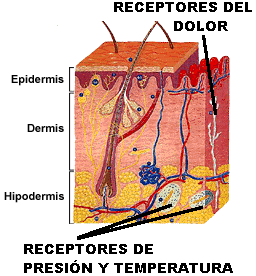 RECEPTORES DEL
DOLOR
Epidermis
Dermis
Hipodermis
RECEPTORES DE
PRESIÓN Y TEMPERATURA